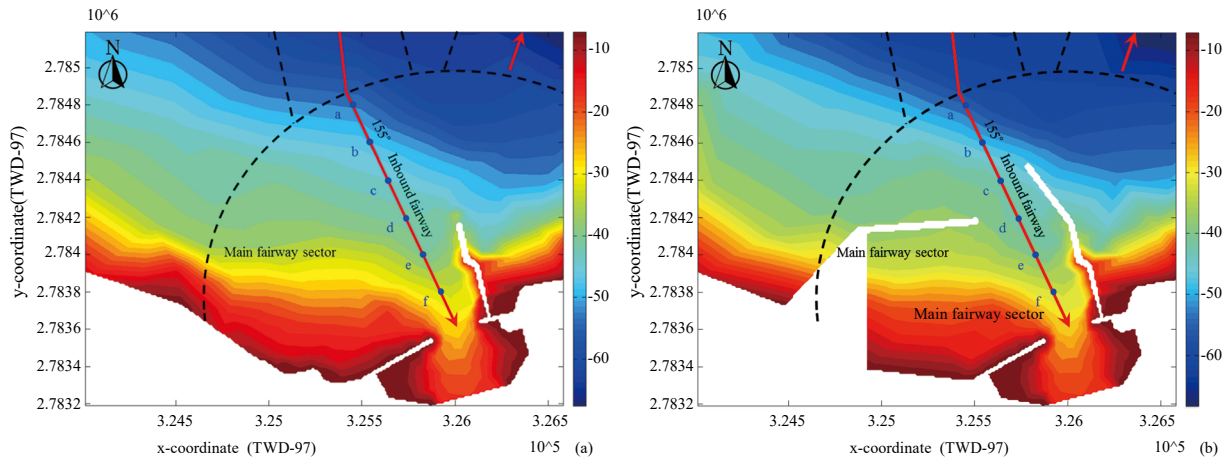 10^6
N
-10
-20
-30
-40
-50
-60
2.785
2.7848
2.7846
2.7844
2.7842
2.784
2.7838
2.7836
2.7834
2.7832
y-coordinate(TWD-97)
a
b
c
d
e
f
155°
Inbound fairway
Main fairway sector
3.245
3.25
3.255
3.26
3.265
x-coordinate (TWD-97)
10^5
(a)
10^6
N
-10
-20
-30
-40
-50
-60
2.785
2.7848
2.7846
2.7844
2.7842
2.784
2.7838
2.7836
2.7834
2.7832
y-coordinate(TWD-97)
a
b
c
d
e
f
155°
Inbound fairway
Main fairway sector
Main fairway sector
3.245
3.25
3.255
3.26
3.265
x-coordinate (TWD-97)
10^5
(b)